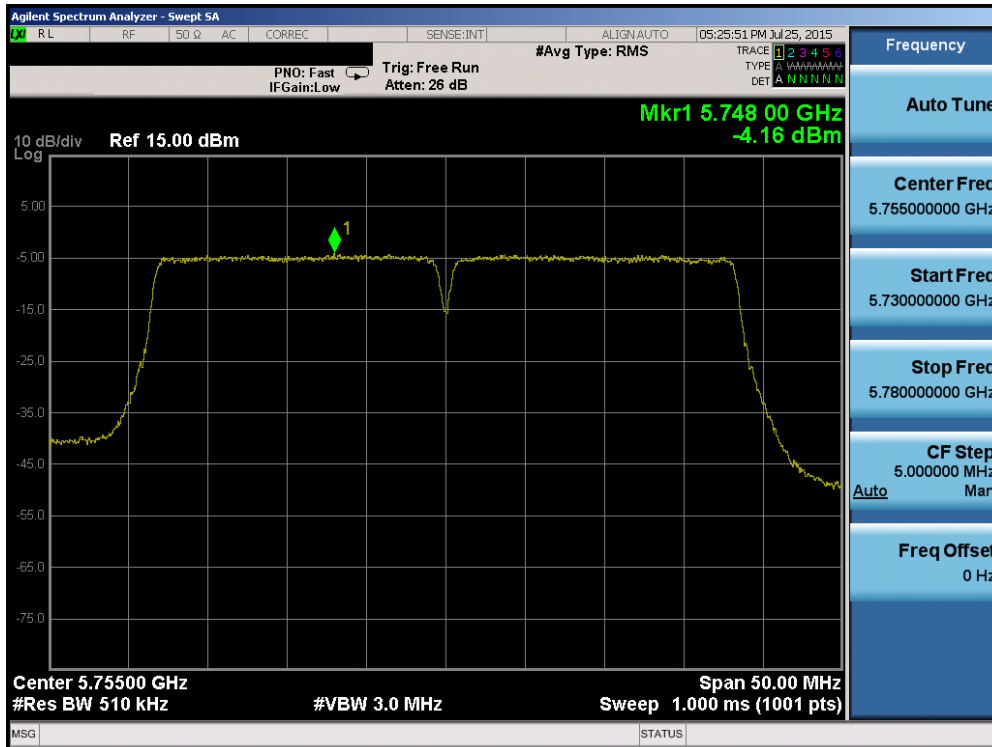 Agilent Spectrum Analyzer - Swept SA
LXI RL RF 50 Ω AC CORREC SENSE:INT ALIGN AUTO 05:25:51 PM Jul 25, 2015
#Avg Type: RMS TRACE 1 2 3 4 5 6
PNO: Fast Trig: Free Run TYPE A WWWWW
IFGain:Low Atten: 26 dB DET A N N N N N
Mkr1 5.748 00 GHz
-4.16 dBm
10 dB/div Ref 15.00 dBm
Log
1
5.00
-5.00
-15.0
-25.0
-35.0
-45.0
-55.0
-65.0
-75.0
Center 5.75500 GHz Span 50.00 MHz
#Res BW 510 kHz #VBW 3.0 MHz Sweep 1.000 ms (1001 pts)
MSG STATUS
Frequency
Auto Tune
Center Freq
5.755000000 GHz
Start Freq
5.730000000 GHz
Stop Freq
5.780000000 GHz
CF Step
5.000000 MHz
Auto Man
Freq Offset
0 Hz